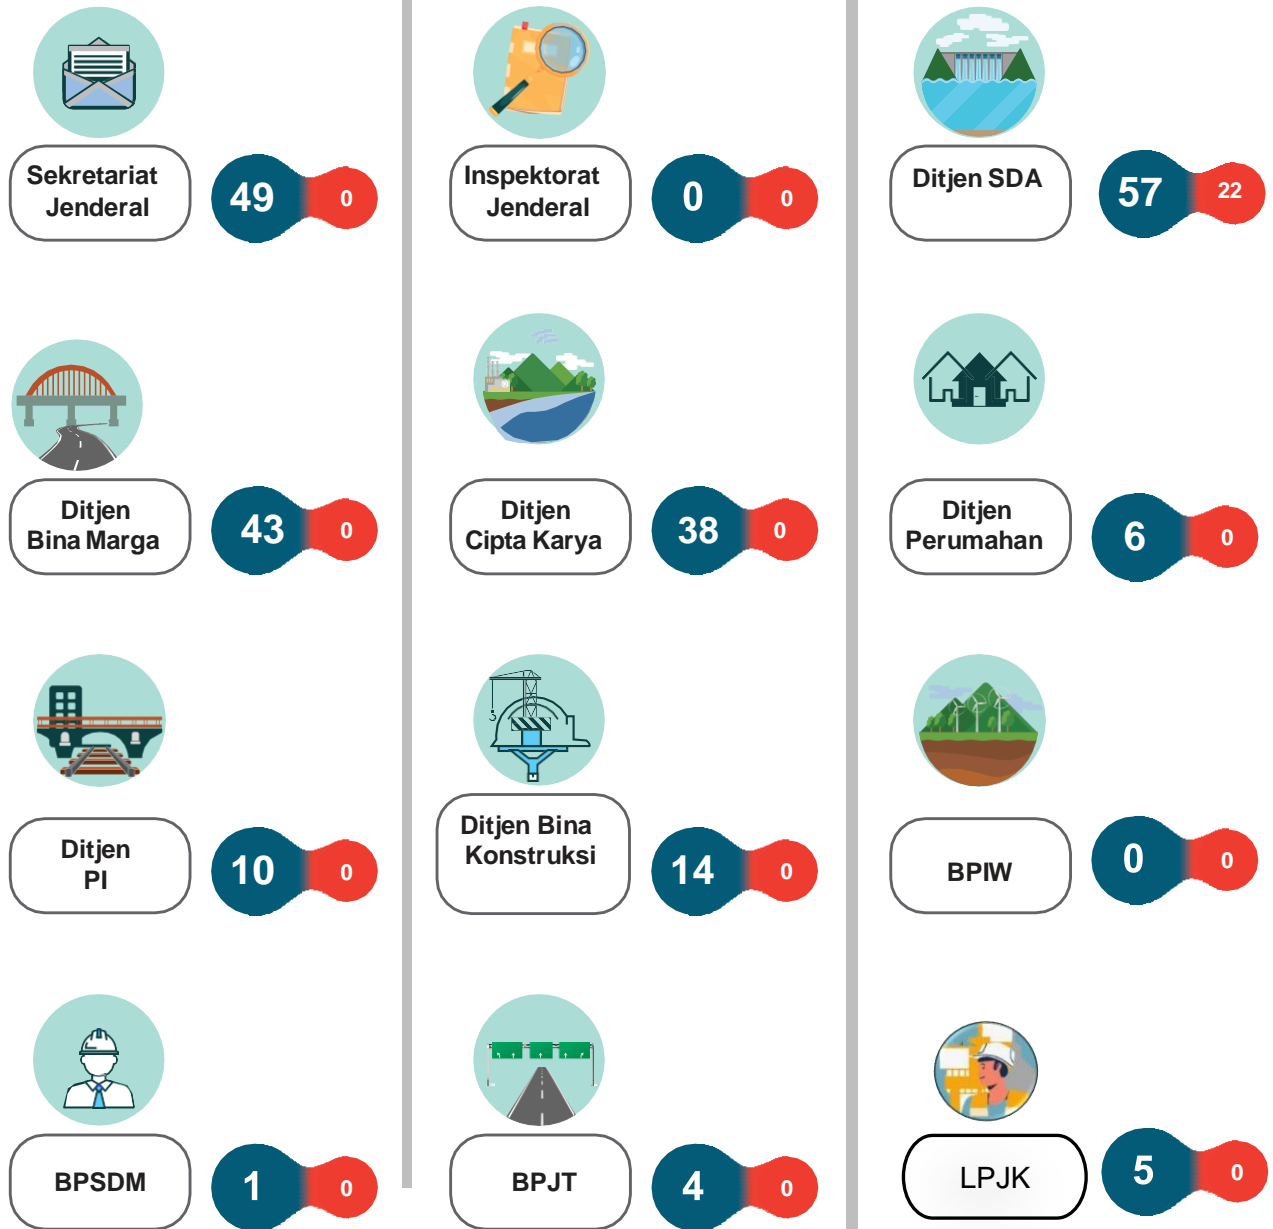 Sekretariat
Jenderal
49
0
Inspektorat
Jenderal
0
0
Ditjen SDA
57
22
Ditjen
Bina Marga
43
0
Ditjen
Cipta Karya
38
0
Ditjen
Perumahan
6
0
Ditjen
PI
10
0
Ditjen Bina
Konstruksi
14
0
BPIW
0
0
BPSDM
1
0
BPJT
4
0
LPJK
5
0